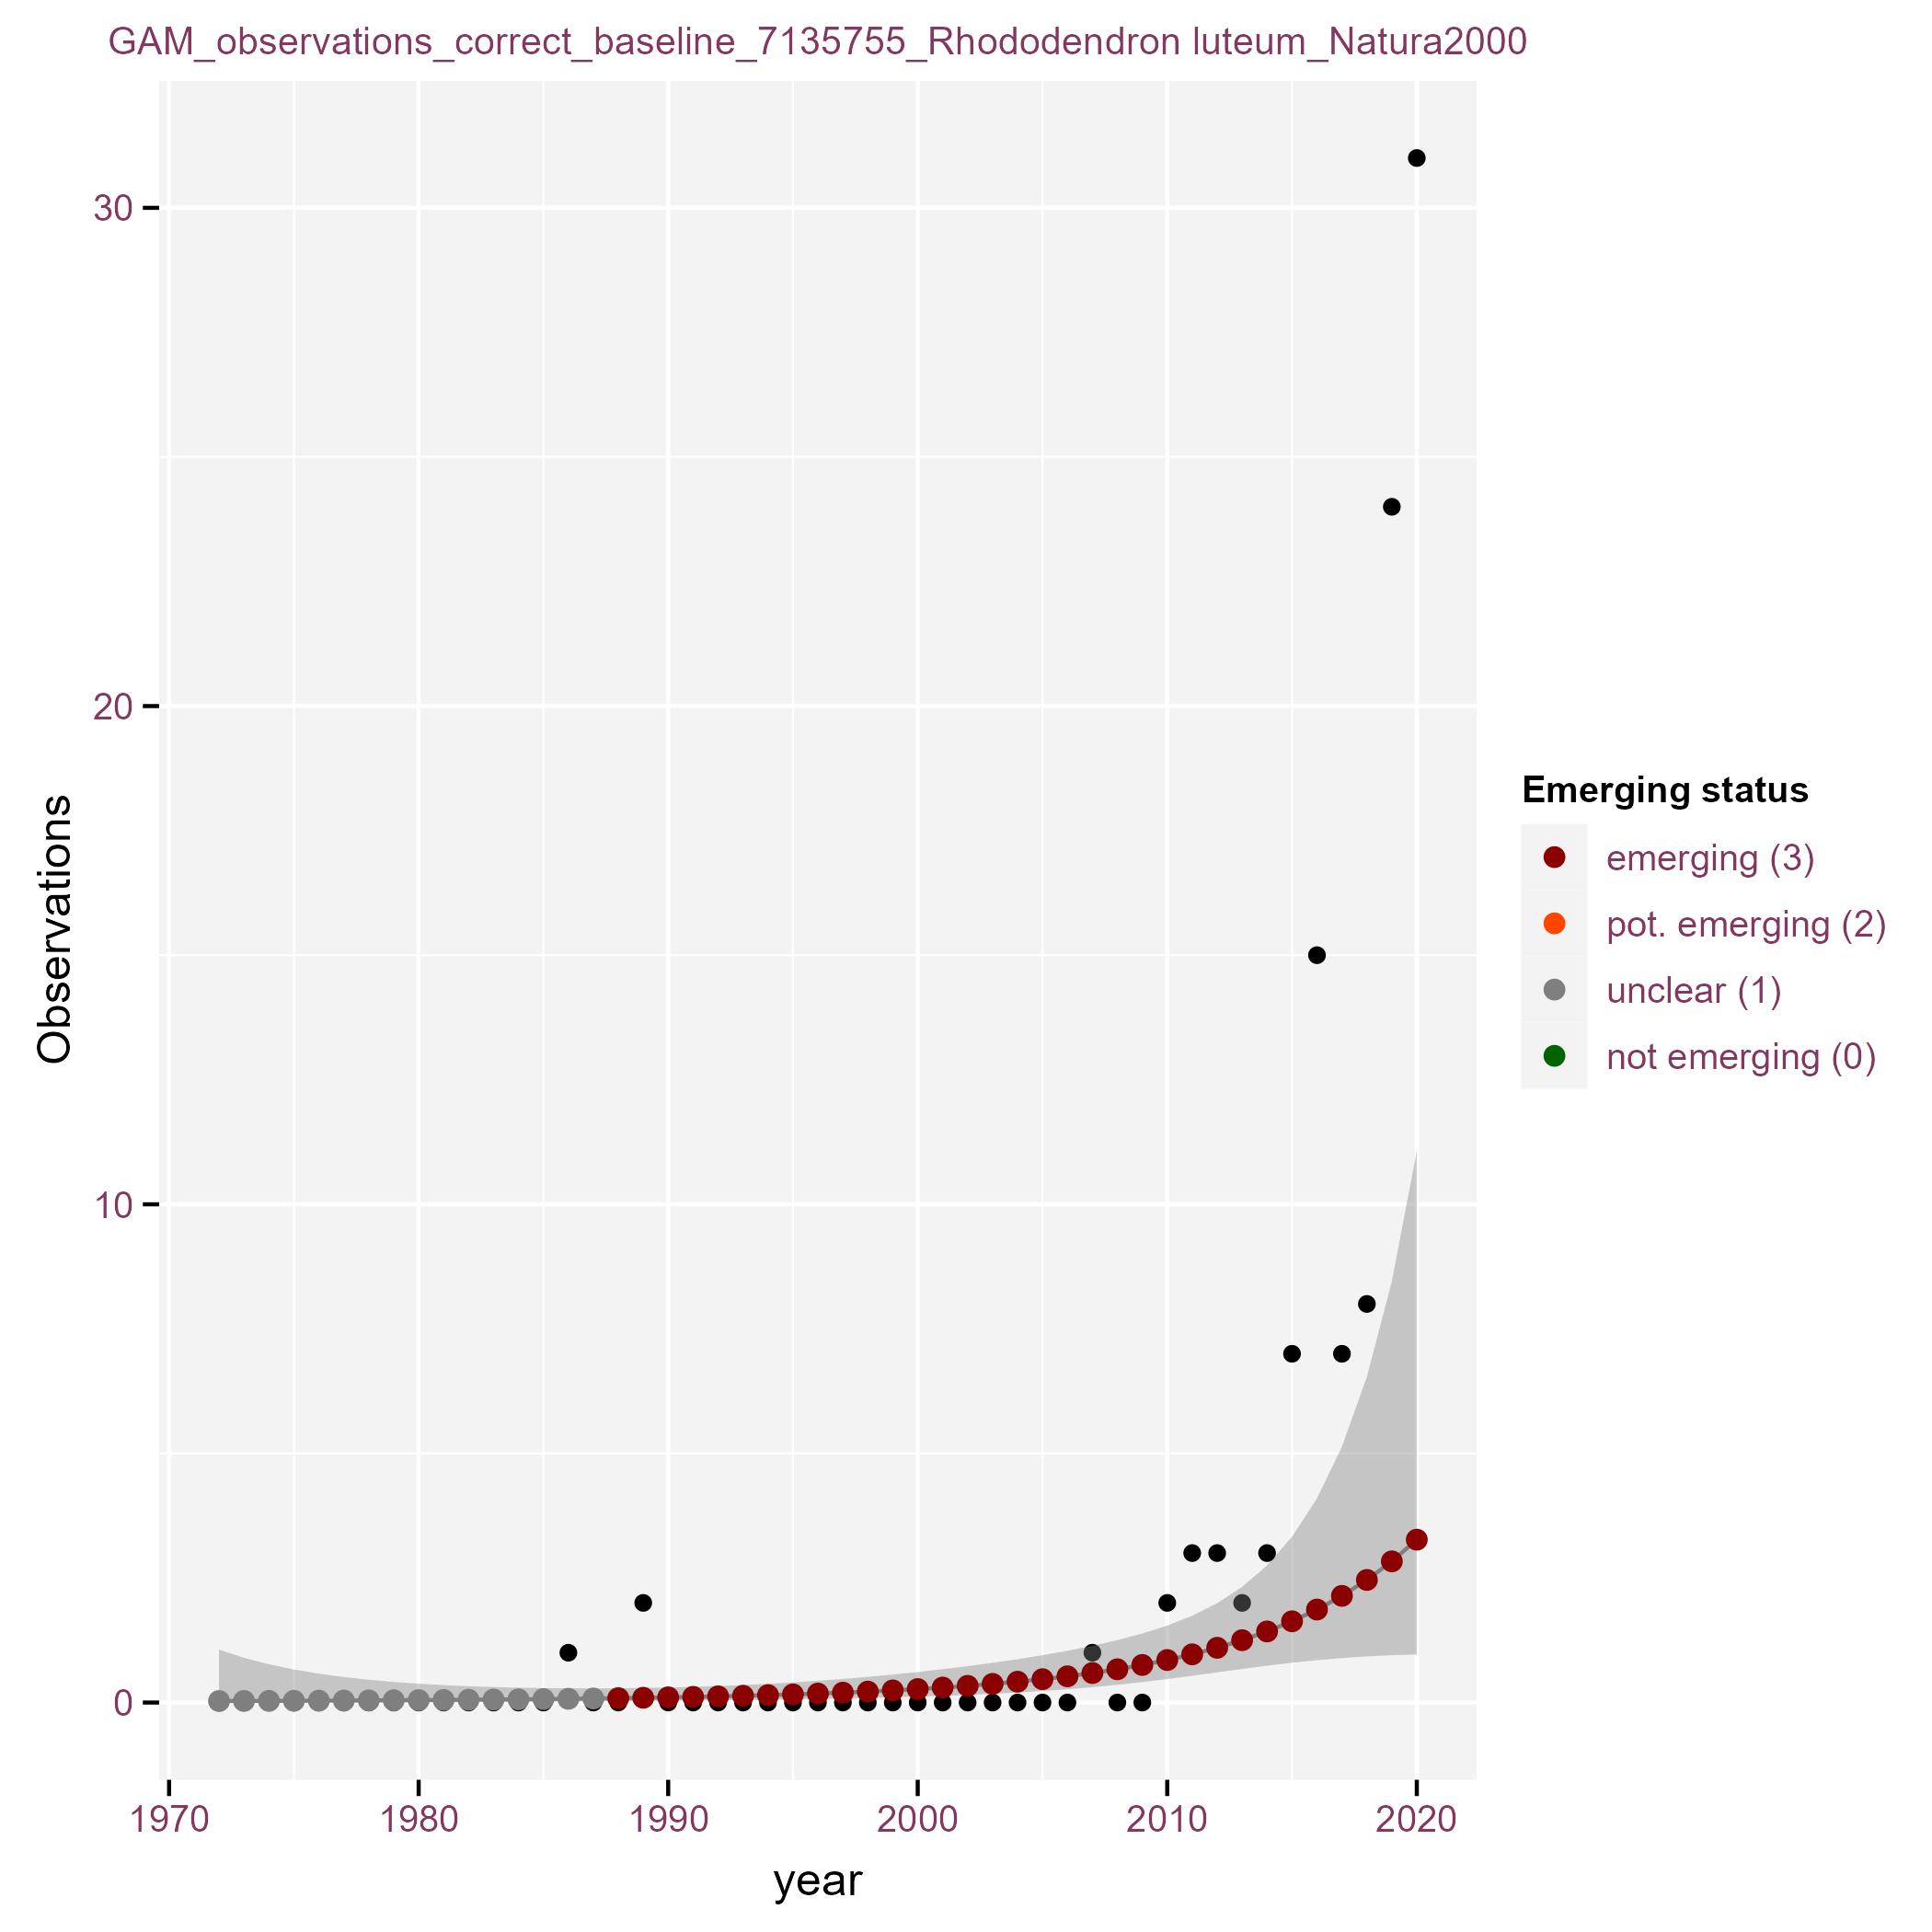 GAM_observations_correct_baseline_7135755_Rhododendron luteum_Natura2000
30
20
10
0
Observations
1970
1980
1990
2000
2010
2020
year
Emerging status
emerging (3)
pot. emerging (2)
unclear (1)
not emerging (0)